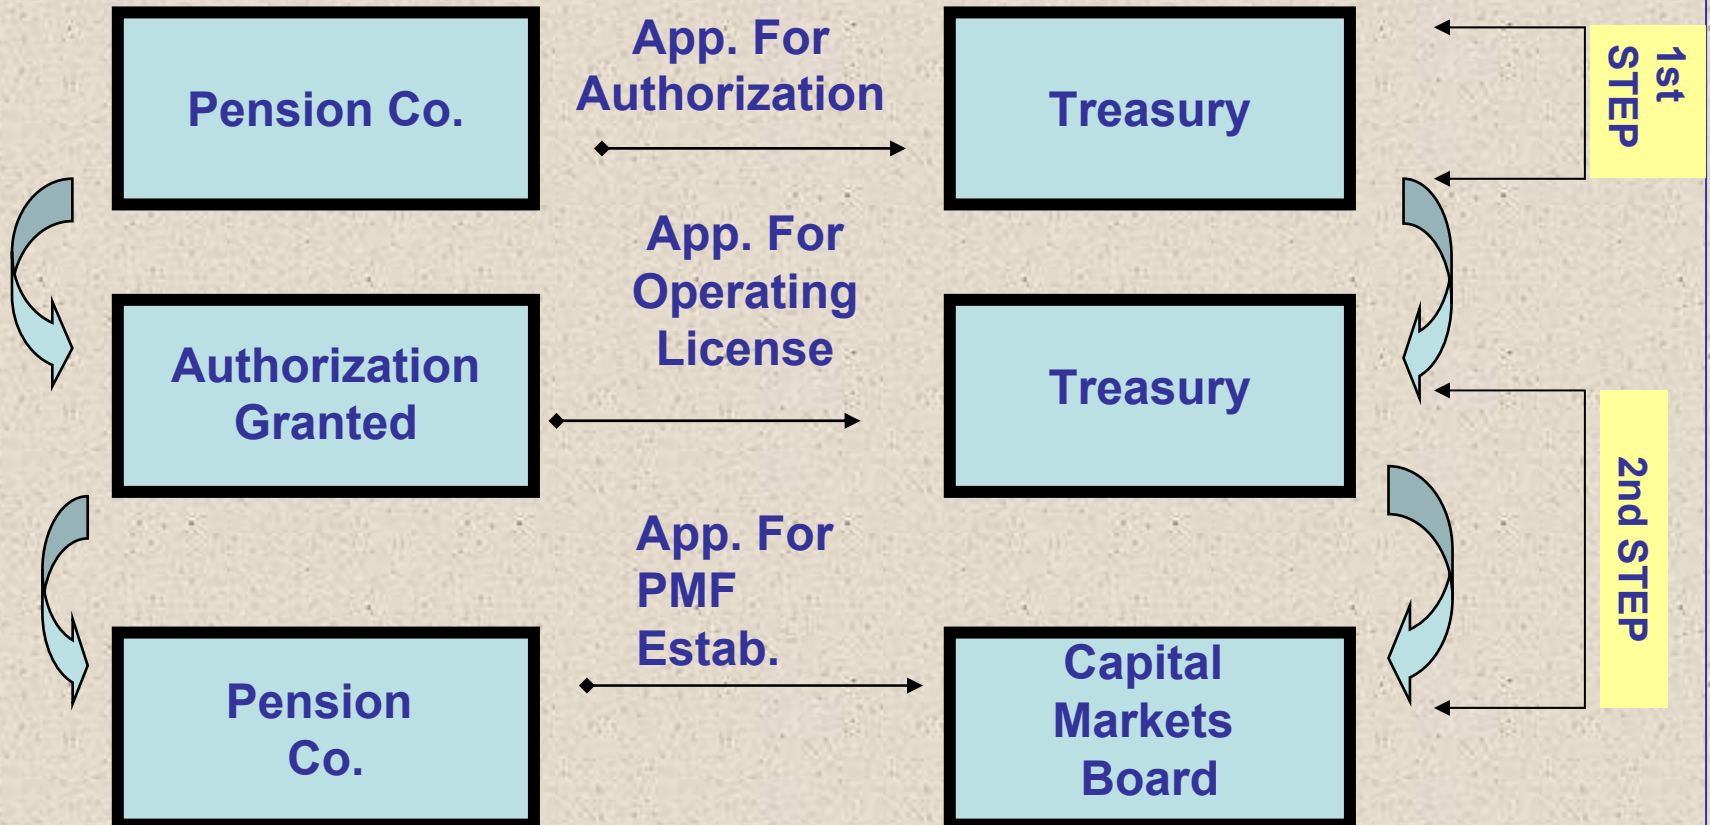 Pension Co.
App. For
Authorization
Treasury
1st
STEP
App. For
Operating
License
Authorization
Granted
Treasury
2nd STEP
App. For
PMF
Estab.
Pension
Co.
Capital
Markets
Board